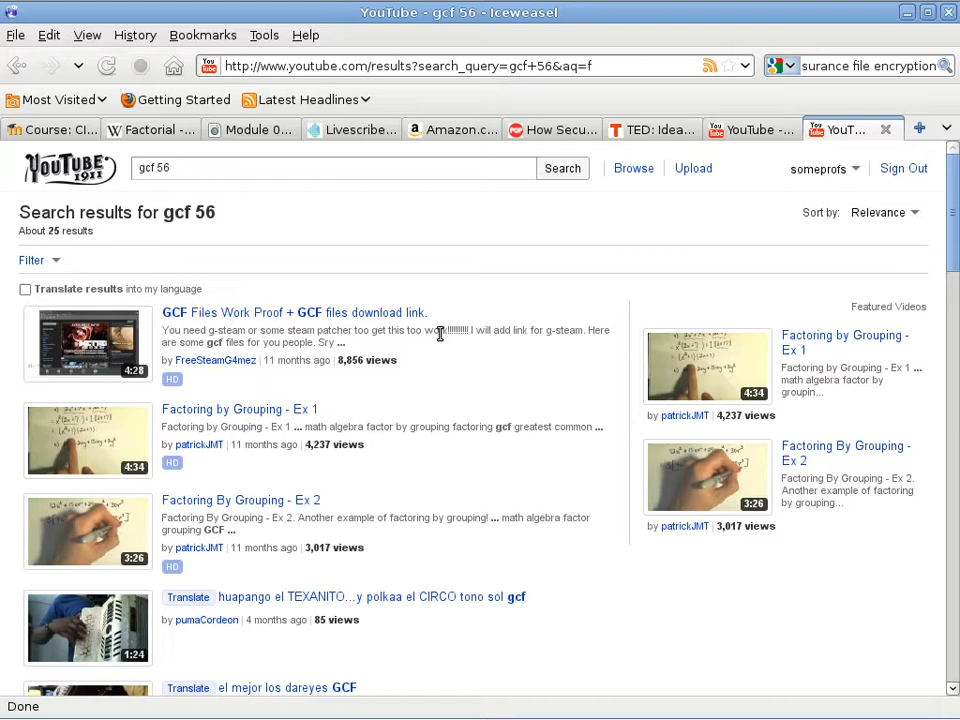 YouTube - gcf 56 - Iceweasel
File Edit View History Bookmarks Tools Help
http://www.youtube.com/results?search_query=gcf+56&aq=f
surance file encryption
Most Visited Getting Started Latest Headlines
Course: CI... Factorial -... Module 0... Livescribe... Amazon.c... How Secu... TED: Idea... YouTube -... YouT...
YouTube 1911 gcf 56 Search Browse Upload someprofs Sign Out
Search results for gcf 56
Sort by: Relevance
About 25 results
Filter
Translate results into my language
GCF Files Work Proof + GCF files download link.
You need g-steam or some steam patcher too get this too work!!!!!!!!! I will add link for g-steam. Here
are some gcf files for you people. Sry ...
by FreeSteamG4mez | 11 months ago | 8,856 views
4:28
HD
Factoring by Grouping - Ex 1
Factoring by Grouping - Ex 1 ... math algebra factor by grouping factoring gcf greatest common ...
by patrickJMT | 11 months ago | 4,237 views
4:34
HD
Factoring By Grouping - Ex 2
Factoring By Grouping - Ex 2. Another example of factoring by grouping! ... math algebra factor
grouping GCF ...
by patrickJMT | 11 months ago | 3,017 views
3:26
HD
Translate huapango el TEXANITO...y polkaa el CIRCO tono sol gcf
by pumaCordeon | 4 months ago | 85 views
1:24
Translate el mejor los dareyes GCF
Featured Videos
Factoring by Grouping -
Ex 1
Factoring by Grouping - Ex 1 ...
math algebra factor by
groupin...
4:34
by patrickJMT | 4,237 views
Factoring By Grouping -
Ex 2
Factoring By Grouping - Ex 2.
Another example of factoring
by grouping...
3:26
by patrickJMT | 3,017 views
Done